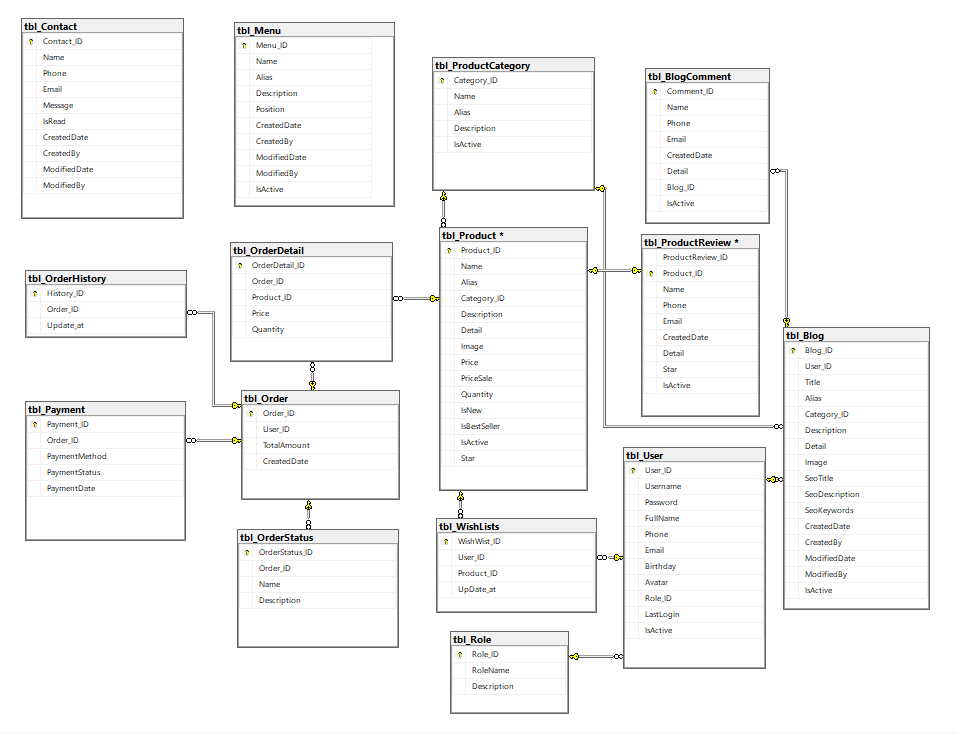 tbl_Contact
Contact_ID
Name
Phone
Email
Message
IsRead
CreatedDate
CreatedBy
ModifiedDate
ModifiedBy
tbl_Menu
Menu_ID
Name
Alias
Description
Position
CreatedDate
CreatedBy
ModifiedDate
ModifiedBy
IsActive
tbl_ProductCategory
Category_ID
Name
Alias
Description
IsActive
tbl_BlogComment
Comment_ID
Name
Phone
Email
CreatedDate
Detail
Blog_ID
IsActive
tbl_OrderHistory
History_ID
Order_ID
Update_at
tbl_OrderDetail
OrderDetail_ID
Order_ID
Product_ID
Price
Quantity
tbl_Product *
Product_ID
Name
Alias
Category_ID
Description
Detail
Image
Price
PriceSale
Quantity
IsNew
IsBestSeller
IsActive
Star
tbl_ProductReview *
ProductReview_ID
Product_ID
Name
Phone
Email
CreatedDate
Detail
Star
IsActive
tbl_Blog
Blog_ID
User_ID
Title
Alias
Category_ID
Description
Detail
Image
SeoTitle
SeoDescription
SeoKeywords
CreatedDate
CreatedBy
ModifiedDate
ModifiedBy
IsActive
tbl_Payment
Payment_ID
Order_ID
PaymentMethod
PaymentStatus
PaymentDate
tbl_Order
Order_ID
User_ID
TotalAmount
CreatedDate
tbl_User
User_ID
Username
Password
FullName
Phone
Email
Birthday
Avatar
Role_ID
LastLogin
IsActive
tbl_OrderStatus
OrderStatus_ID
Order_ID
Name
Description
tbl_WishLists
WishWist_ID
User_ID
Product_ID
UpDate_at
tbl_Role
Role_ID
RoleName
Description